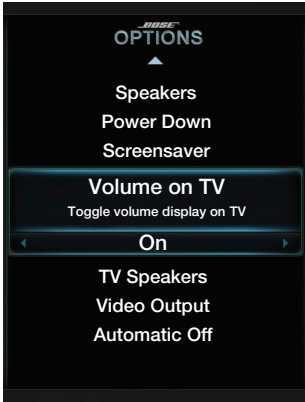 BOSE
OPTIONS
Speakers
Power Down
Screensaver
Volume on TV
Toggle volume display on TV
On
TV Speakers
Video Output
Automatic Off